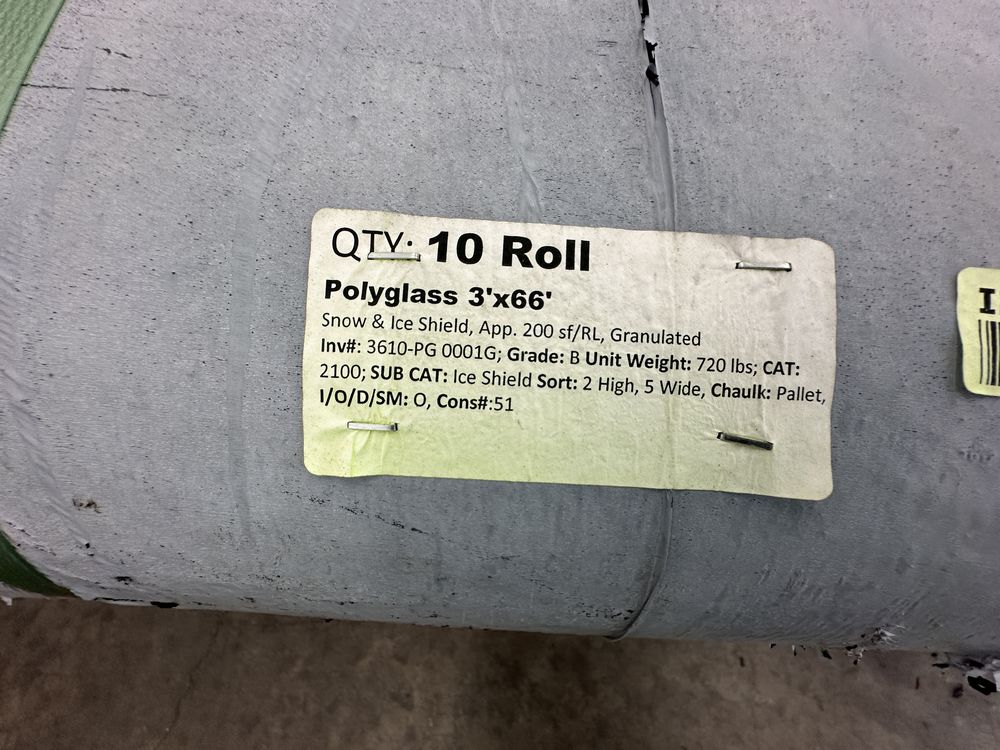 QTY: 10 Roll
Polyglass 3'x66'
Snow & Ice Shield, App. 200 sf/RL, Granulated
Inv#: 3610-PG 0001G; Grade: B Unit Weight: 720 lbs; CAT:
2100; SUB CAT: Ice Shield Sort: 2 High, 5 Wide, Chaulk: Pallet,
I/O/D/SM: O, Cons#:51
I